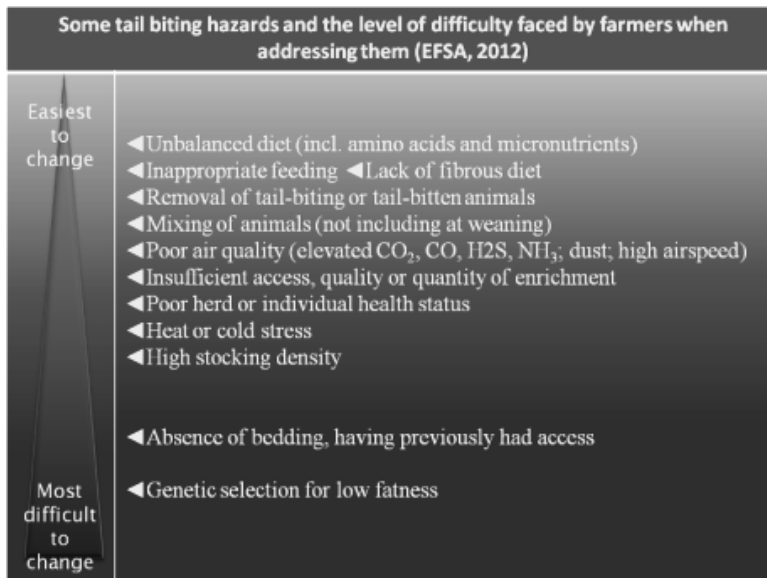 Some tail biting hazards and the level of difficulty faced by farmers when
addressing them (EFSA, 2012)
Easiest
to
change
◄Unbalanced diet (incl. amino acids and micronutrients)
◄Inappropriate feeding ◄Lack of fibrous diet
◄Removal of tail-biting or tail-bitten animals
◄Mixing of animals (not including at weaning)
◄Poor air quality (elevated CO₂, CO, H2S, NH₃; dust; high airspeed)
◄Insufficient access, quality or quantity of enrichment
◄Poor herd or individual health status
◄Heat or cold stress
◄High stocking density
◄Absence of bedding, having previously had access
◄Genetic selection for low fatness
Most
difficult
to
change